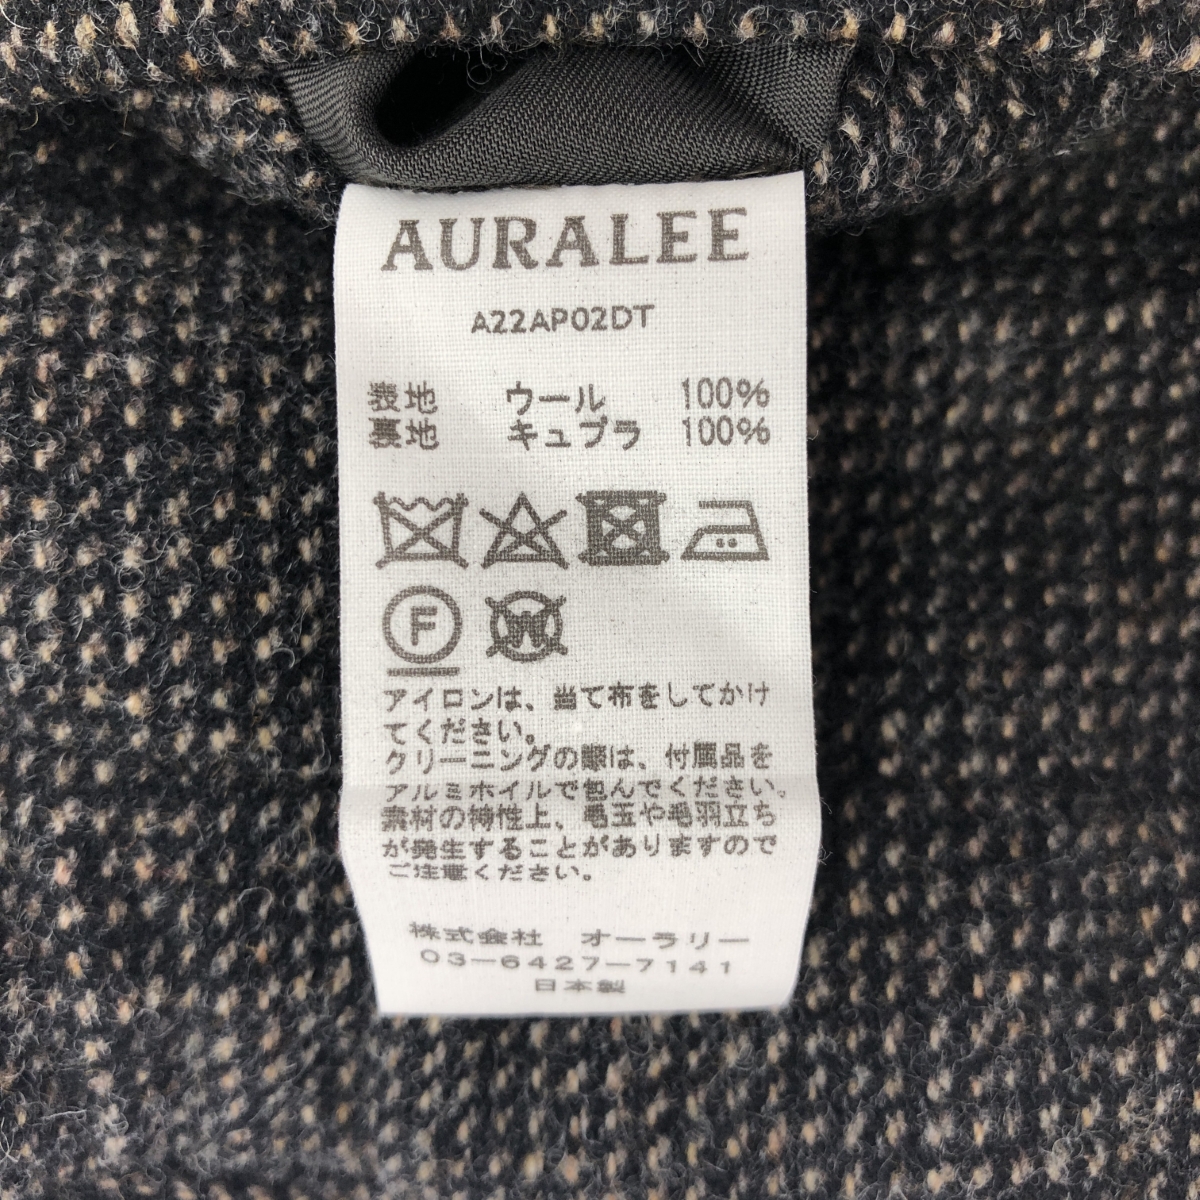 AURALEE
A22AP02DT
表地 ウール 100%
裏地 キュプラ 100%
F
W
アイロンは、当て布をしてかけ
てください。
クリーニングの際は、付属品を
アルミホイルで包んでください。
素材の特性上、毛玉や毛羽立ち
が発生することがありますので
ご注意ください。
株式会社 オーラリー
03-6427-7141
日本製